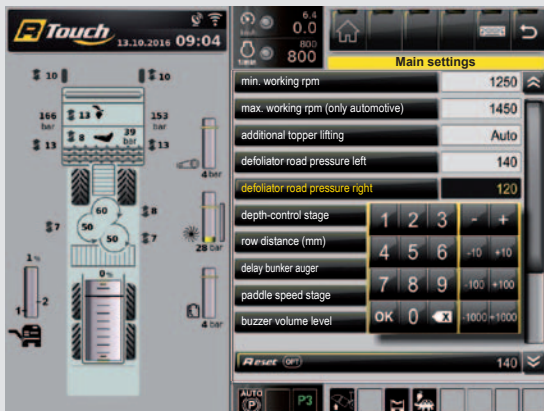 R Touch 13.10.2016 09:04
10 10
166 bar
13
153 bar
13 8 39 bar 13
60
50
50
7 8
7
4 bar
28 bar
4 bar
1 %
1 2
0 %
6.4
0.0
800
800
Main settings
min. working rpm 1250
max. working rpm (only automotive) 1450
additional topper lifting Auto
defoliator road pressure left 140
defoliator road pressure right 120
depth-control stage
row distance (mm)
delay bunker auger
paddle speed stage
buzzer volume level
1 2 3 - +
4 5 6 -10 +10
7 8 9 -100 +100
OK 0 X -1000 +1000
Reset OPT 140
AUTO
P P3